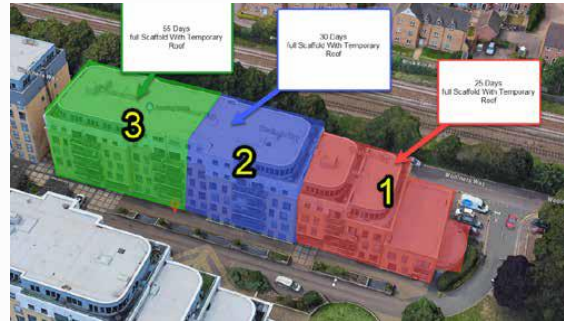 55 Days
full Scaffold With Temporary
Roof
30 Days
full Scaffold With Temporary
Roof
25 Days
full Scaffold With Temporary
Roof
3
2
1